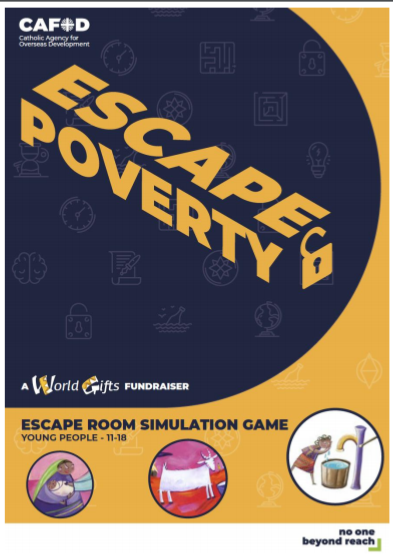 CAFOD
Catholic Agency for
Overseas Development
ESCAPE
POVERTY
A World Gifts FUNDRAISER
ESCAPE ROOM SIMULATION GAME
YOUNG PEOPLE - 11-18
no one
beyond reach